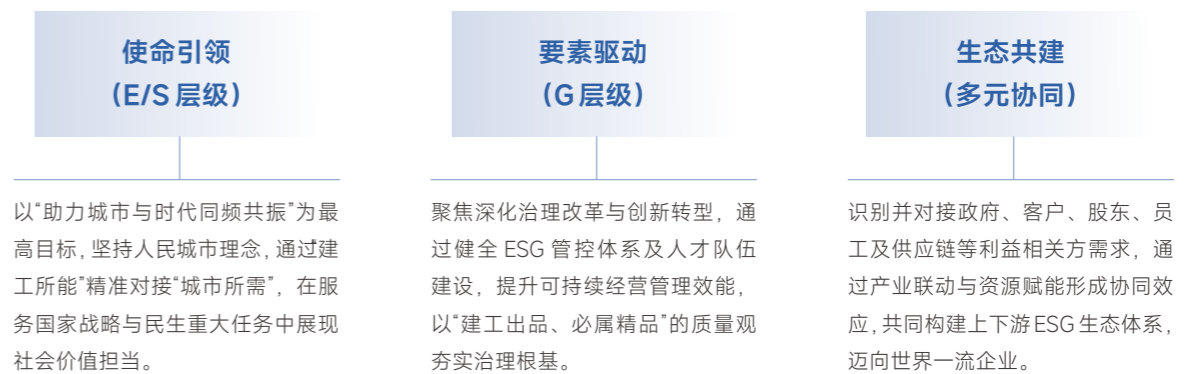 使命引领
（E/S 层级）
以“助力城市与时代同频共振”为最
高目标，坚持人民城市理念，通过建
工所能”精准对接“城市所需”，在服
务国家战略与民生重大任务中展现
社会价值担当。
要素驱动
（G 层级）
聚焦深化治理改革与创新转型，通
过健全 ESG 管控体系及人才队伍
建设，提升可持续经营管理效能，
以“建工出品、必属精品”的质量观
夯实治理根基。
生态共建
（多元协同）
识别并对接政府、客户、股东、员
工及供应链等利益相关方需求，通
过产业联动与资源赋能形成协同效
应，共同构建上下游 ESG 生态体系，
迈向世界一流企业。